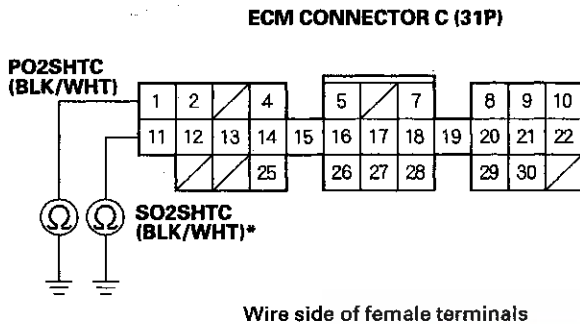 ECM CONNECTOR C (31P)
PO2SHTC
(BLK/WHT)
1 2 4 5 7 8 9 10
11 12 13 14 15 16 17 18 19 20 21 22
25 26 27 28 29 30
Ω Ω
SO2SHTC
(BLK/WHT)*
Wire side of female terminals